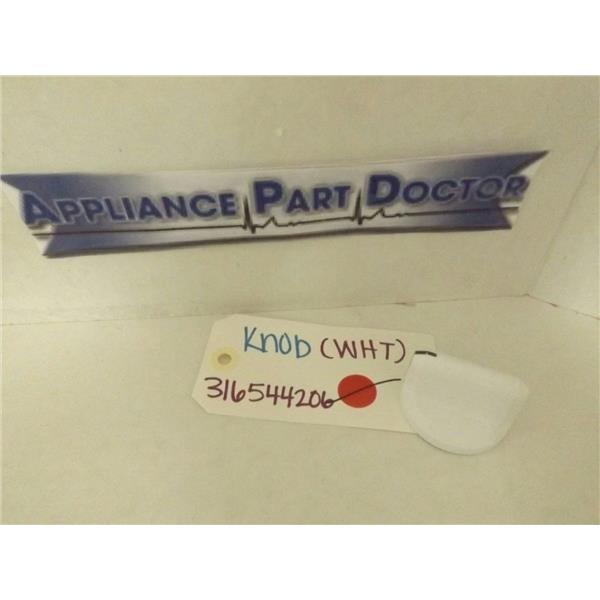 APPLIANCE PART DOCTOR
KNOB (WHT)
316544206